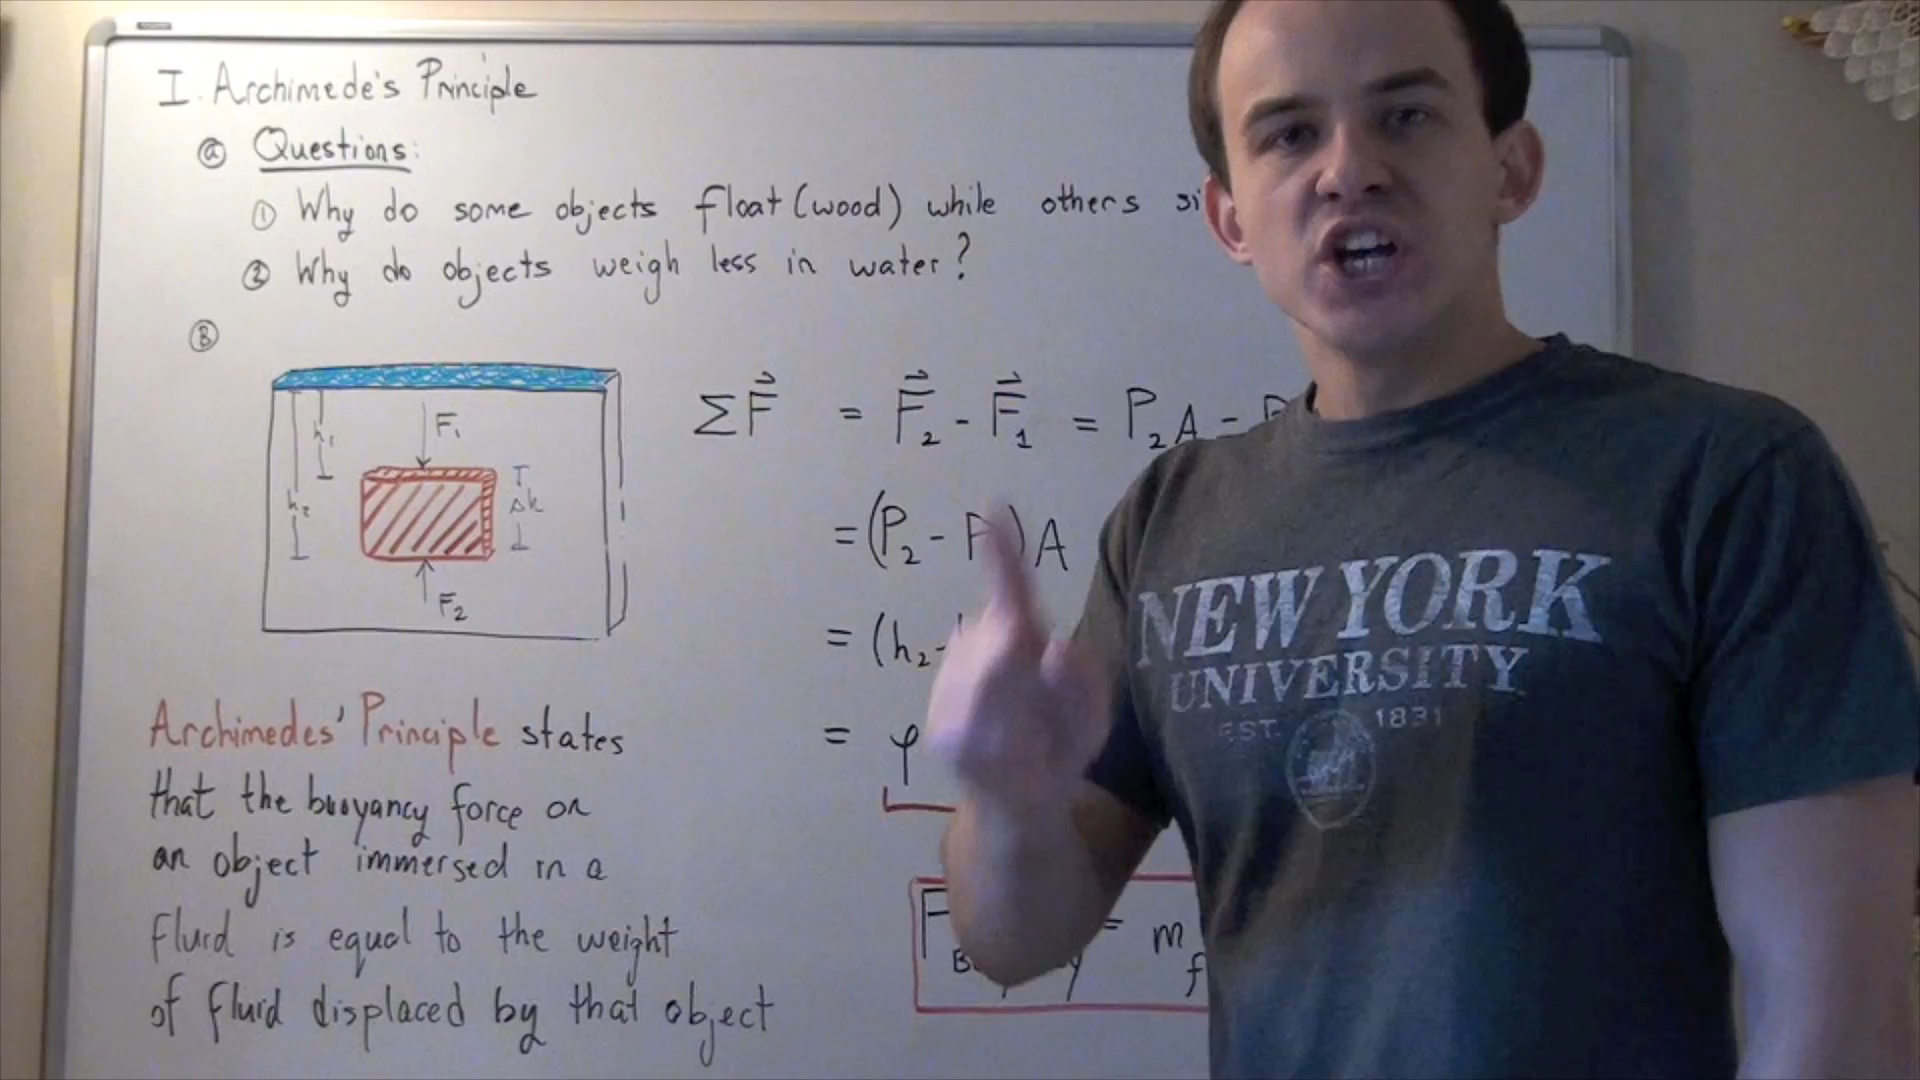 I. Archimede's Principle
ⓐ Questions:
① Why do some objects float (wood) while others si
② Why do objects weigh less in water?
Ⓑ
h₁
F₁
h₂
Δh
F₂
ΣF⃗ = F⃗₂ - F⃗₁ = P₂A -
= (P₂ - P )A
= (h₂-
= φ
F = m f
Archimedes' Principle states
that the buoyancy force on
an object immersed in a
fluid is equal to the weight
of fluid displaced by that object
NEW YORK
UNIVERSITY
EST. 1831